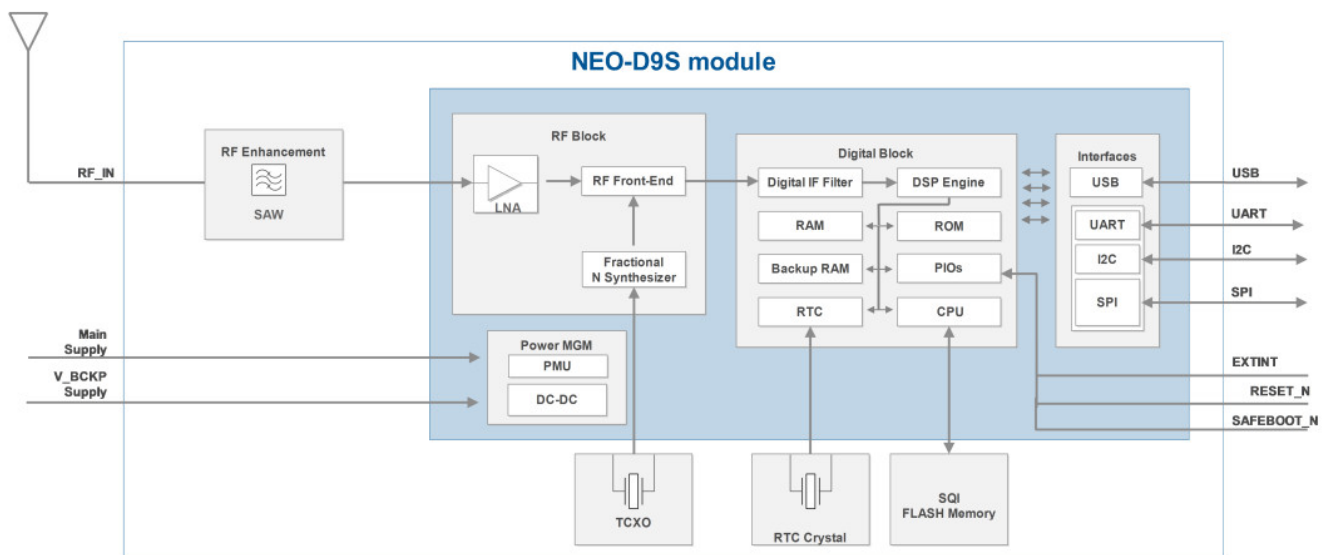 NEO-D9S module
RF_IN
RF Enhancement
SAW
RF Block
LNA
RF Front-End
Fractional
N Synthesizer
Digital Block
Digital IF Filter
DSP Engine
RAM
ROM
Backup RAM
PIOs
RTC
CPU
Interfaces
USB
UART
I2C
SPI
USB
UART
I2C
SPI
Main
Supply
V_BCKP
Supply
Power MGM
PMU
DC-DC
EXTINT
RESET_N
SAFEBOOT_N
TCXO
RTC Crystal
SQI
FLASH Memory